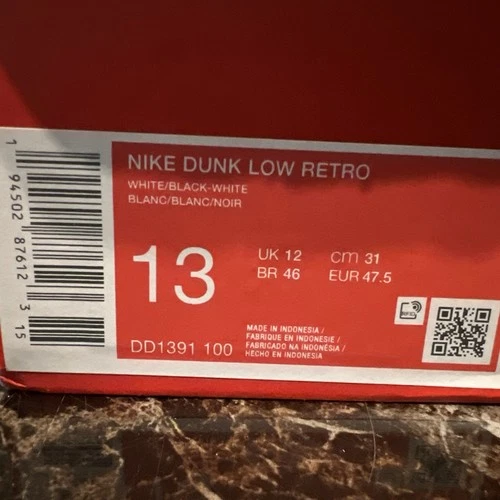 NIKE DUNK LOW RETRO
WHITE/BLACK-WHITE
BLANC/BLANC/NOIR
13
UK 12 cm 31
BR 46 EUR 47.5
DD1391 100
MADE IN INDONESIA /
FABRIQUE EN INDONESIE /
FABRICADO NA INDONÉSIA /
HECHO EN INDONESIA
1 94502 87612 3 15